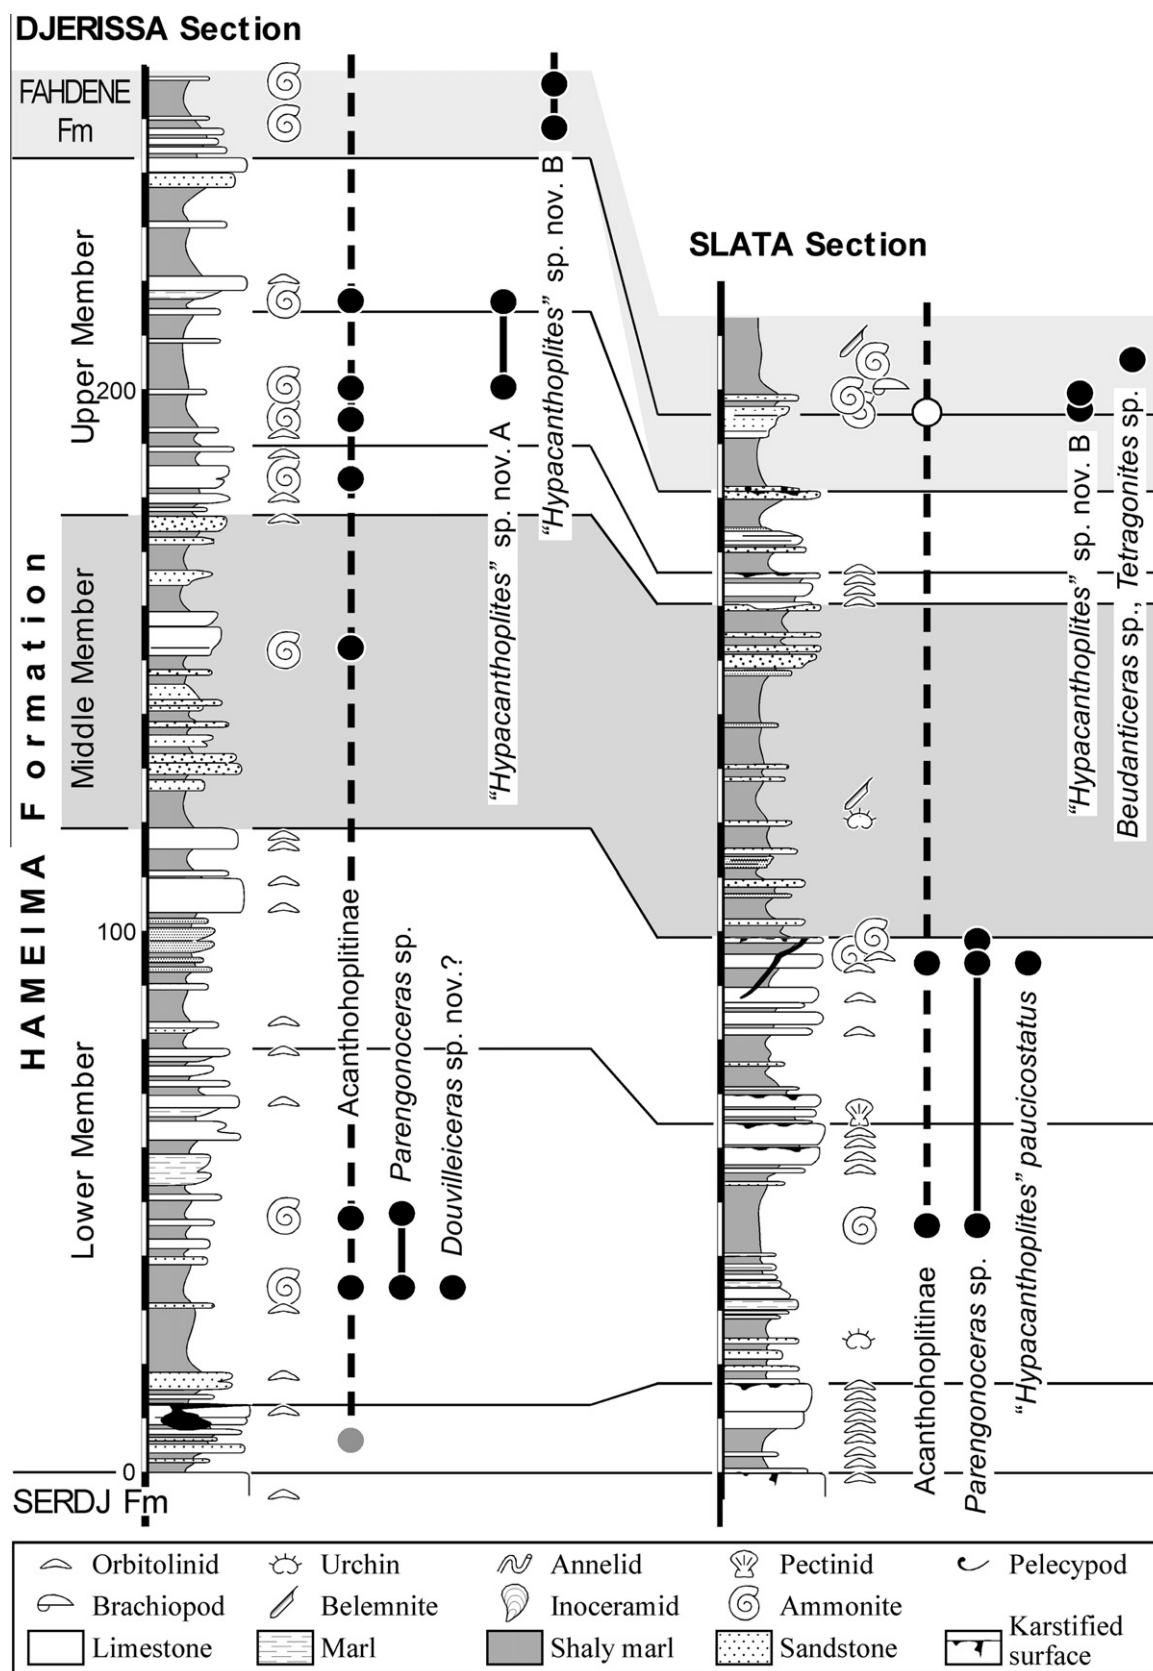 DJERISSA Section
FAHDENE
Fm
SLATA Section
HAMEIMA Formation
Upper Member
Middle Member
Lower Member
200
100
0
SERDJ Fm
Acanthohoplitinae
Parengonoceras sp.
Douvilleiceras sp. nov.?
“Hypacanthoplites” sp. nov. A
“Hypacanthoplites” sp. nov. B
Acanthohoplitinae
Parengonoceras sp.
“Hypacanthoplites” paucicostatus
“Hypacanthoplites” sp. nov. B
Beudanticeras sp., Tetragonites sp.
Orbitolinid Urchin Annelid Pectinid Pelecypod
Brachiopod Belemnite Inoceramid Ammonite
Limestone Marl Shaly marl Sandstone Karstified
surface